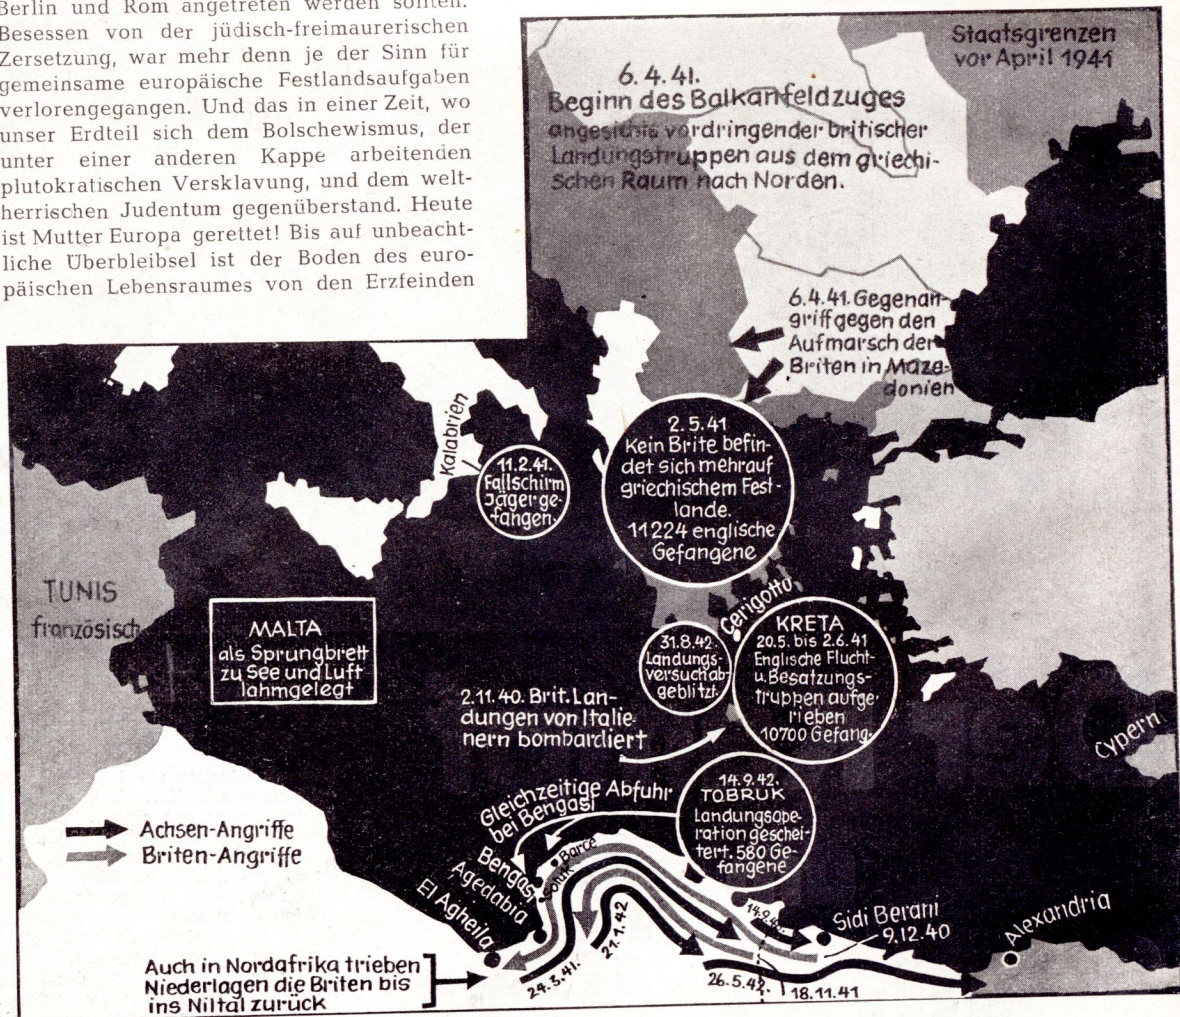 Berlin und Rom angetreten werden sollten.
Besessen von der jüdisch-freimaurerischen
Zersetzung, war mehr denn je der Sinn für
gemeinsame europäische Festlandsaufgaben
verlorengegangen. Und das in einer Zeit, wo
unser Erdteil sich dem Bolschewismus, der
unter einer anderen Kappe arbeitenden
plutokratischen Versklavung, und dem welt-
herrischen Judentum gegenüberstand. Heute
ist Mutter Europa gerettet! Bis auf unbeacht-
liche Überbleibsel ist der Boden des euro-
päischen Lebensraumes von den Erzfeinden
Staatsgrenzen
vor April 1941
6.4.41.
Beginn des Balkanfeldzuges
angesichts vordringender britischer
Landungstruppen aus dem griechi-
schen Raum nach Norden.
6.4.41. Gegenan-
griff gegen den
Aufmarsch der
Briten in Maze-
donien
Kalabrien
11.2.41.
Fallschirm
Jäger ge-
fangen.
2.5.41
Kein Brite befin-
det sich mehr auf
griechischem Fest-
lande.
11224 englische
Gefangene
TUNIS
französisch
MALTA
als Sprungbrett
zu See und Luft
lahmgelegt
Cerigotto
31.8.42.
Landungs-
versuch ab-
geblitzt.
KRETA
20.5. bis 2.6.41
Englische Flucht-
u. Besatzungs-
truppen aufge-
rieben
10700 Gefang.
2.11.40. Brit. Lan-
dungen von Italie-
nern bombardiert
Cypern
14.9.42.
TOBRUK
Landungsope-
ration geschei-
tert. 580 Ge-
fangene
Gleichzeitige Abfuhr
bei Bengasi
Achsen-Angriffe
Briten-Angriffe
Barce
Bengasi
Agedabia
El Agheila
14.9.42.
Sidi Berani
9.12.40
Alexandria
21.1.42
24.3.41.
26.5.42.
18.11.41
Auch in Nordafrika trieben
Niederlagen die Briten bis
ins Niltal zurück